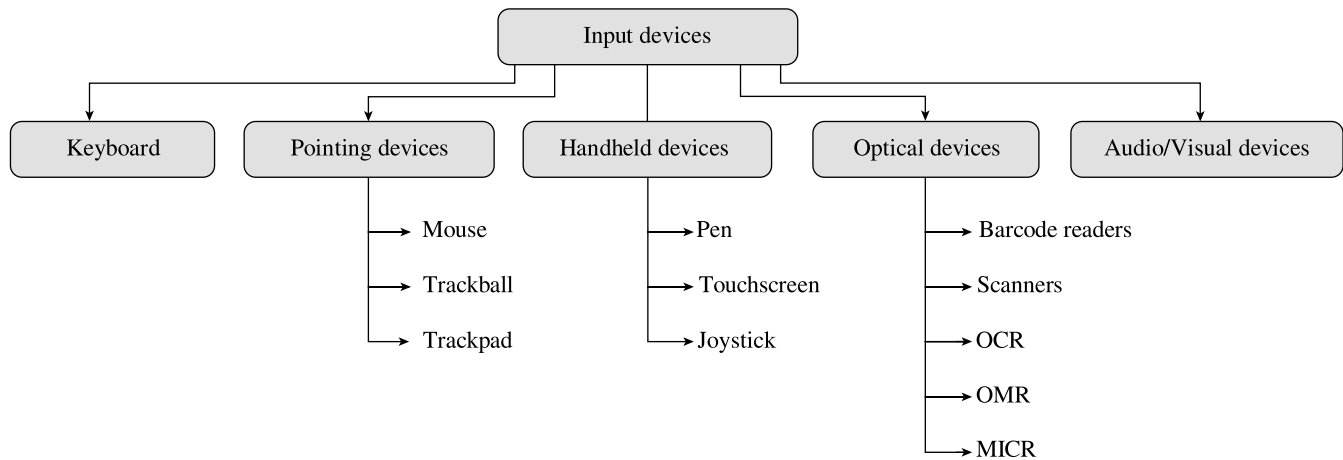 Input devices
Keyboard
Pointing devices
Handheld devices
Optical devices
Audio/Visual devices
Mouse
Trackball
Trackpad
Pen
Touchscreen
Joystick
Barcode readers
Scanners
OCR
OMR
MICR